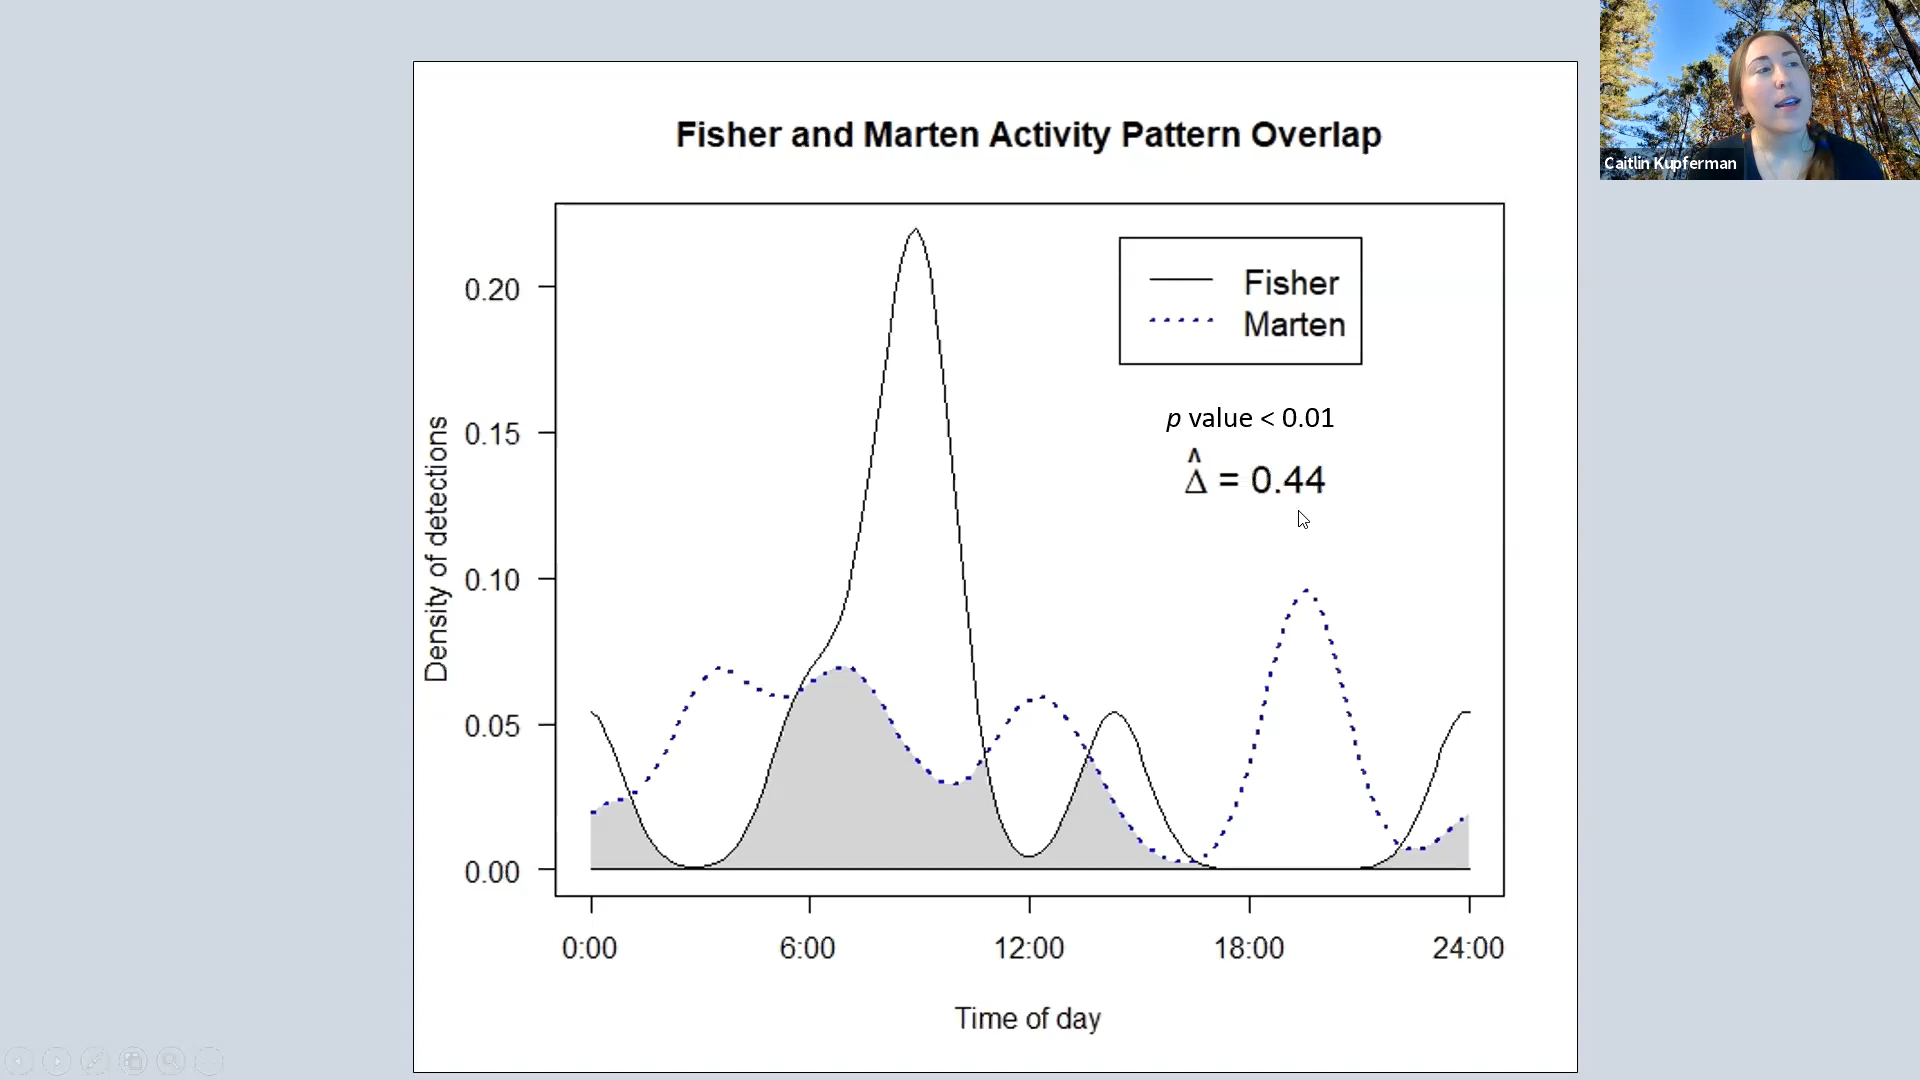 Fisher and Marten Activity Pattern Overlap
Caitlin Kupferman
Fisher
Marten
p value < 0.01
Δ̂ = 0.44
Density of detections
0.20
0.15
0.10
0.05
0.00
0:00 6:00 12:00 18:00 24:00
Time of day